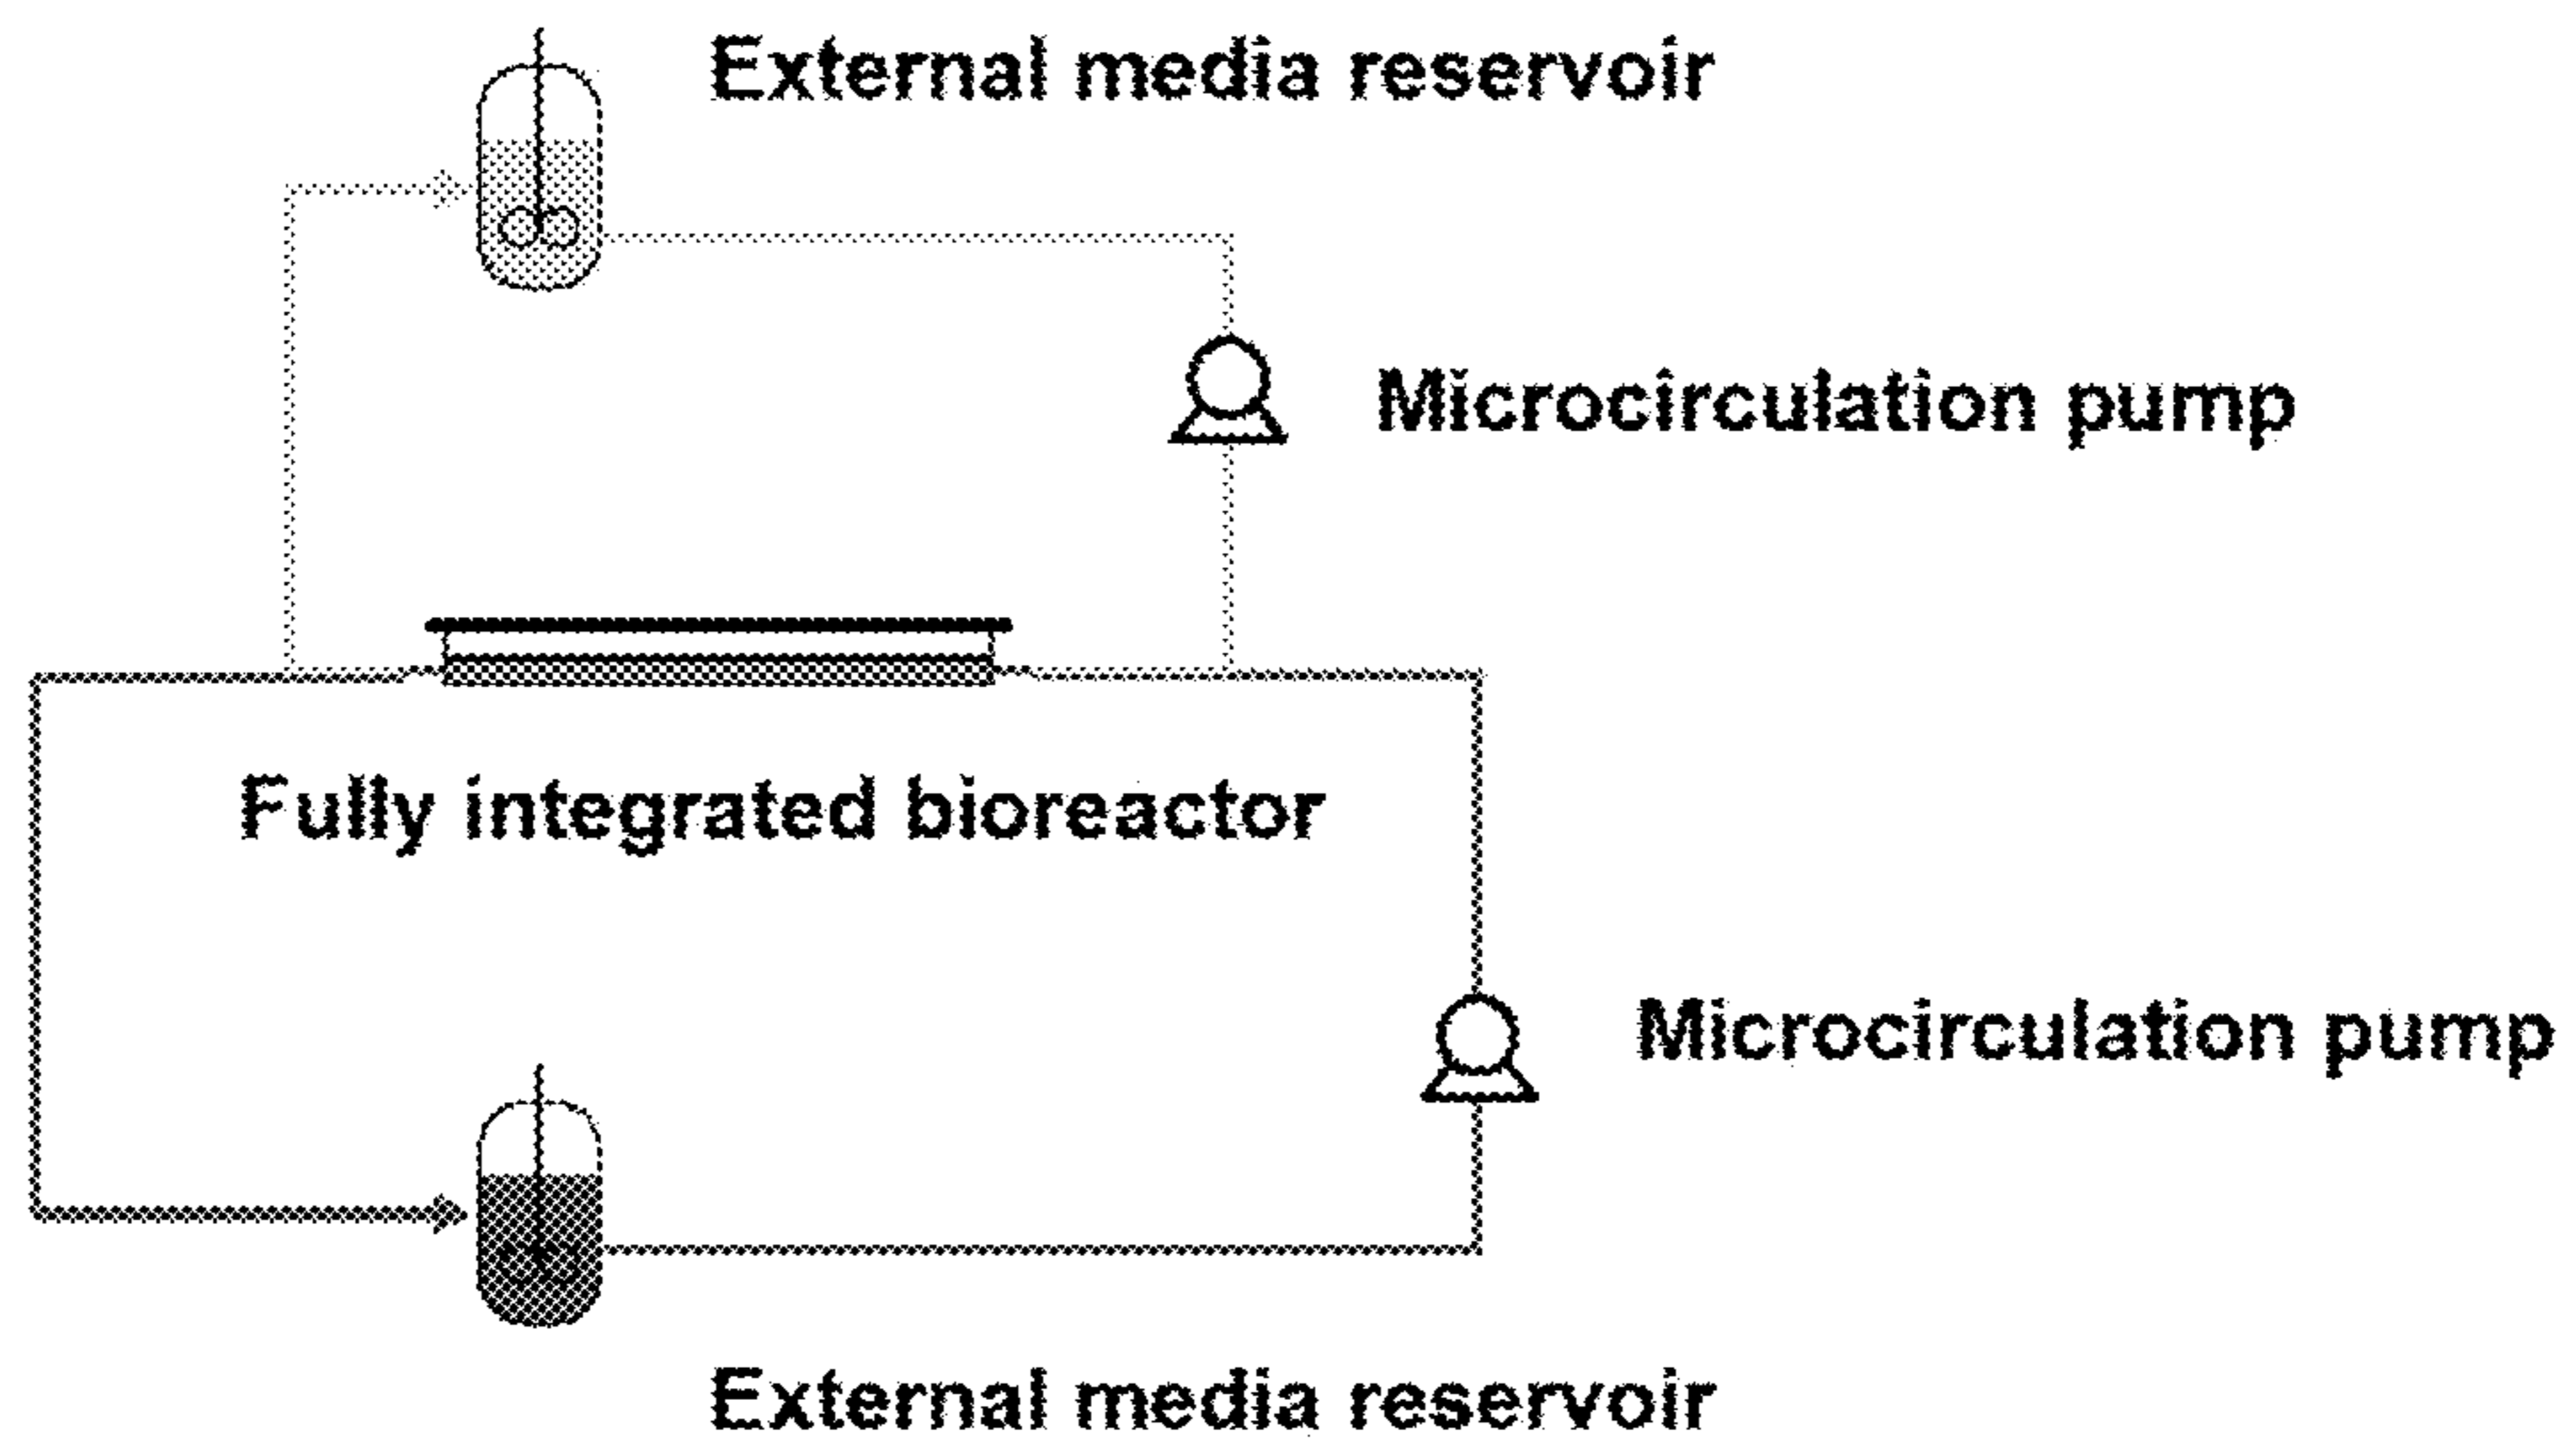 External media reservoir
Microcirculation pump
Fully integrated bioreactor
Microcirculation pump
External media reservoir